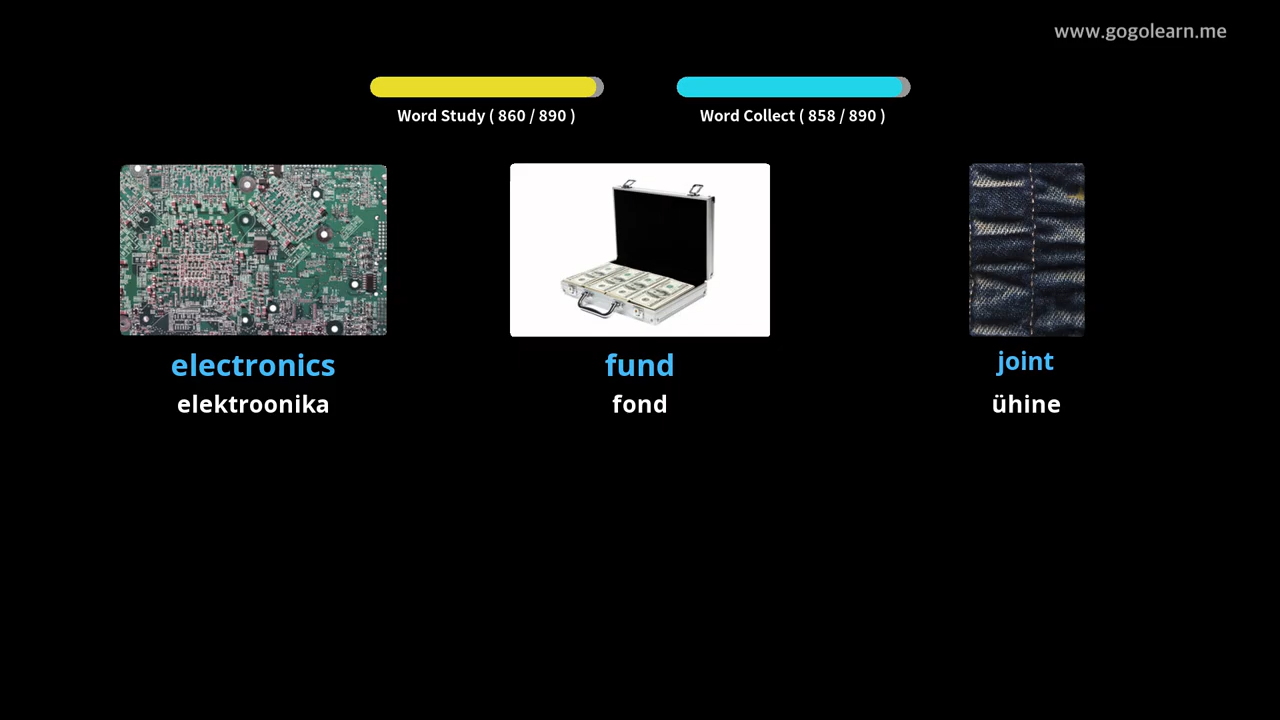 www.gogolearn.me
Word Study ( 860 / 890 )
Word Collect ( 858 / 890 )
electronics
fund
joint
elektroonika
fond
ühine